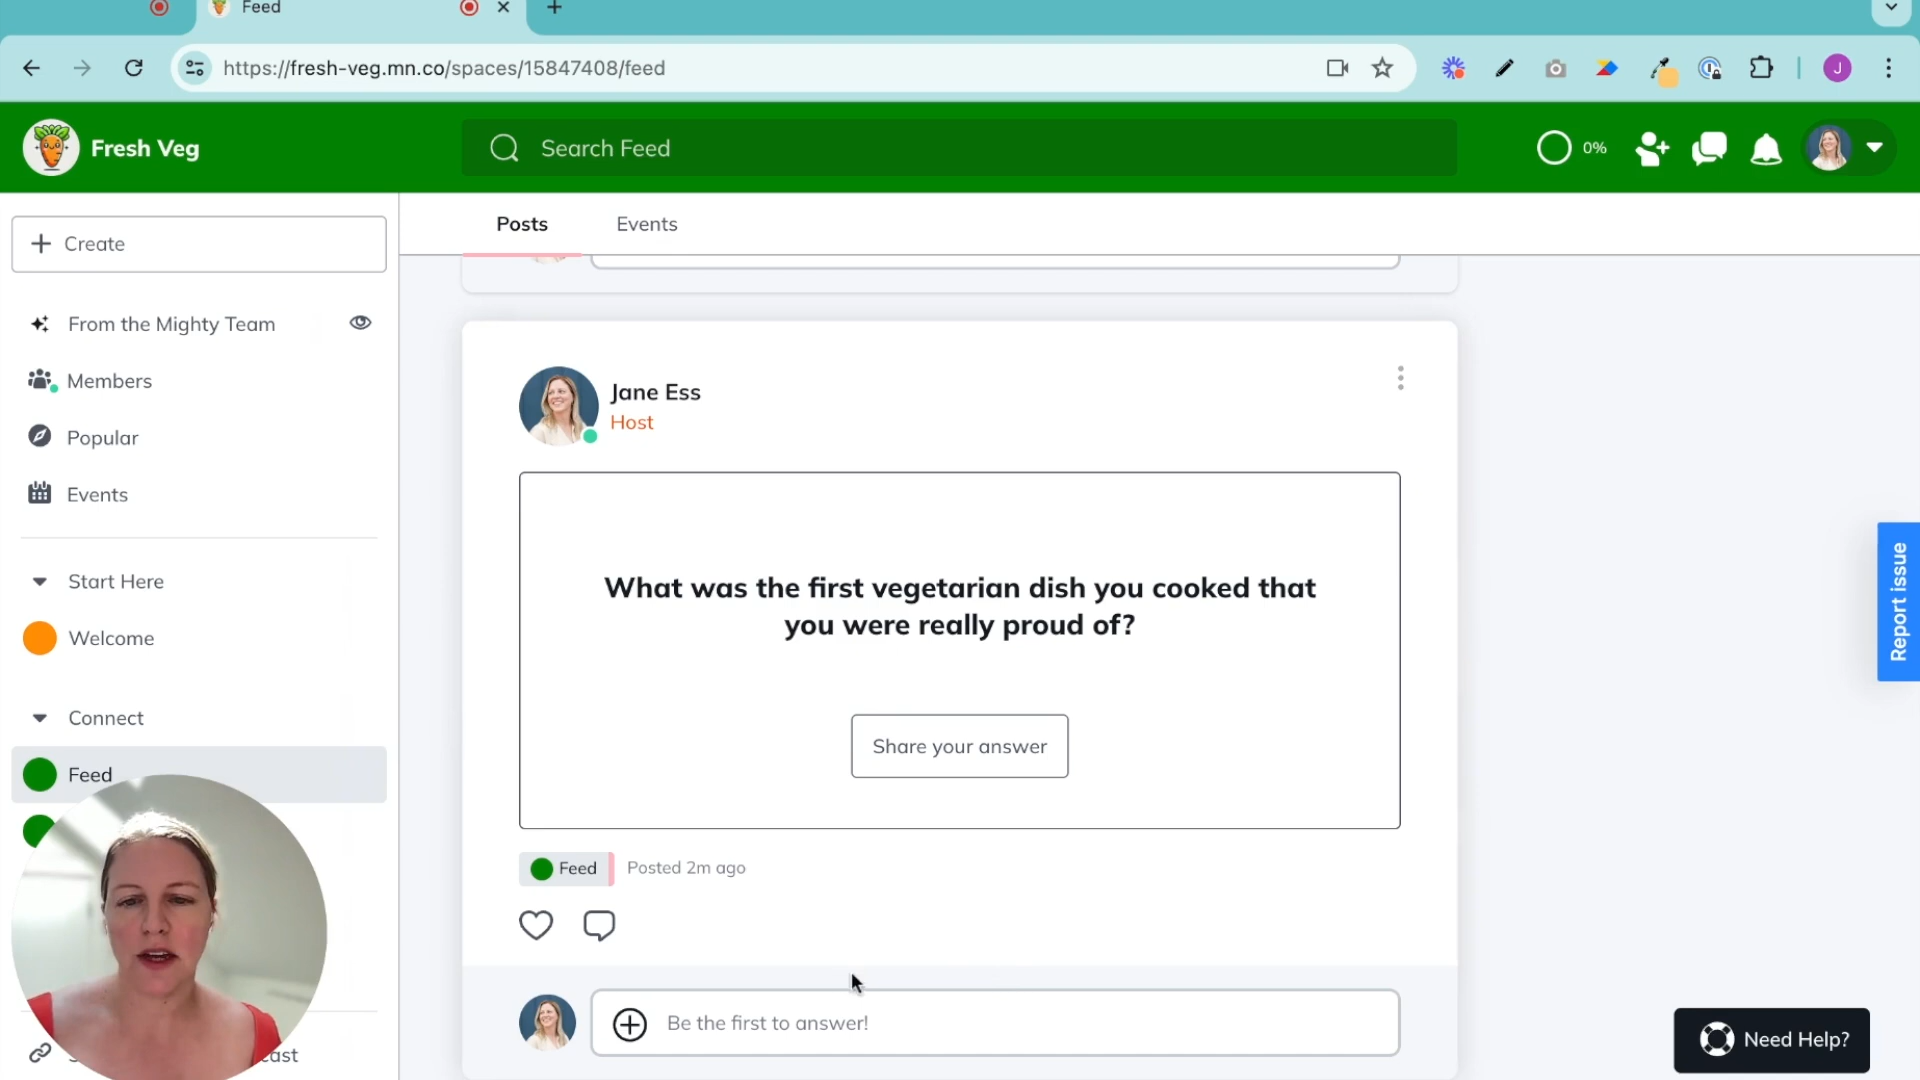 Feed
https://fresh-veg.mn.co/spaces/15847408/feed
J
Fresh Veg
Search Feed
0%
Posts
Events
Create
From the Mighty Team
Members
Popular
Events
Start Here
Welcome
Connect
Feed
Jane Ess
Host
What was the first vegetarian dish you cooked that
you were really proud of?
Share your answer
Feed
Posted 2m ago
Be the first to answer!
Report issue
Need Help?